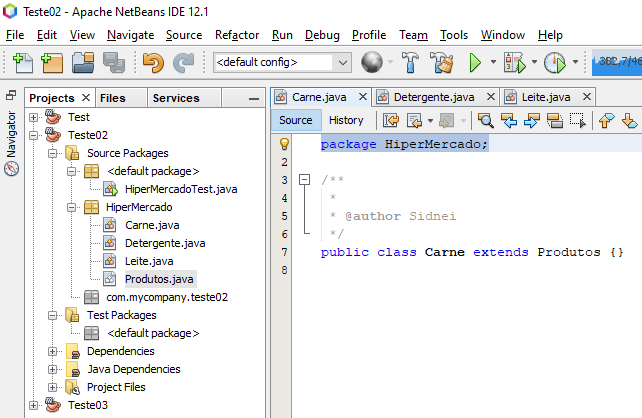 Teste02 - Apache NetBeans IDE 12.1
File Edit View Navigate Source Refactor Run Debug Profile Team Tools Window Help
<default config>
382,7/46
Projects Files Services
Carne.java Detergente.java Leite.java
Navigator
Source History
Test
Teste02
Source Packages
<default package>
HiperMercadoTest.java
HiperMercado
Carne.java
Detergente.java
Leite.java
Produtos.java
com.mycompany.teste02
Test Packages
<default package>
Dependencies
Java Dependencies
Project Files
Teste03
package HiperMercado;
2
3 /**
4 *
5 * @author Sidnei
6 */
7 public class Carne extends Produtos {}
8